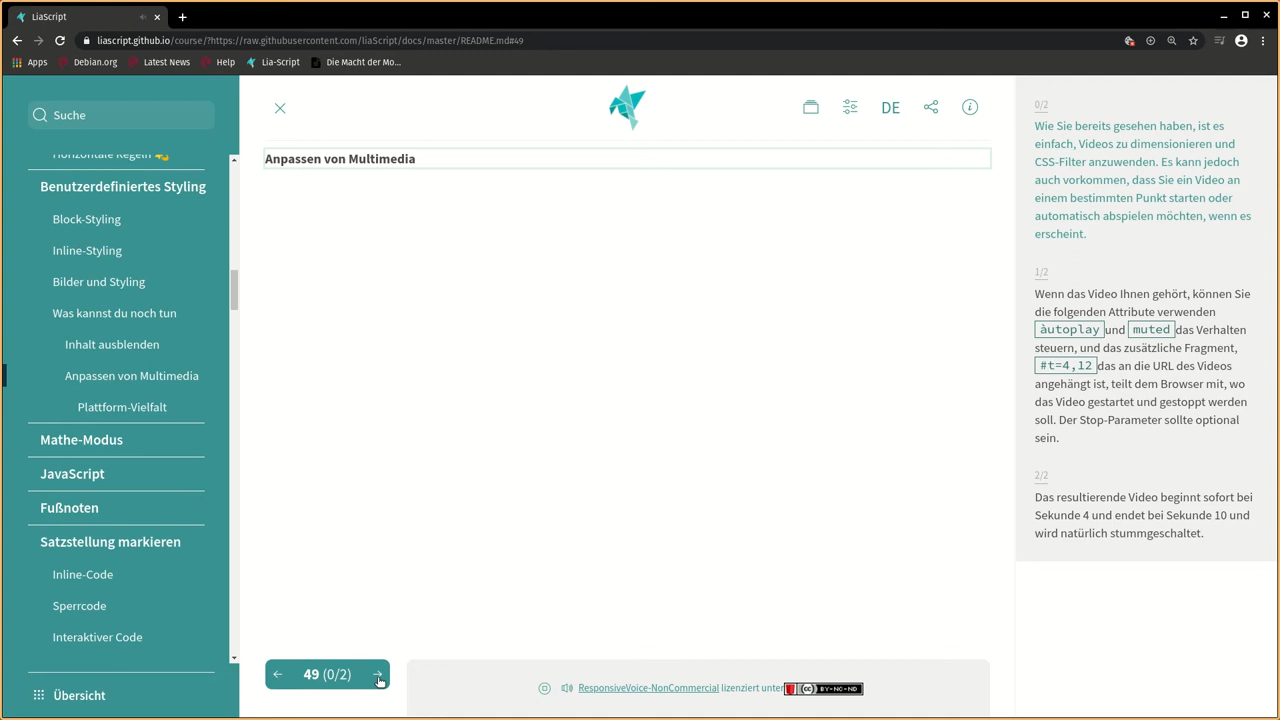 LiaScript
liascript.github.io/course/?https://raw.githubusercontent.com/liaScript/docs/master/README.md#49
Apps
Debian.org
Latest News
Help
Lia-Script
Die Macht der Mo...
Suche
Horizontale Regeln
Benutzerdefiniertes Styling
Block-Styling
Inline-Styling
Bilder und Styling
Was kannst du noch tun
Inhalt ausblenden
Anpassen von Multimedia
Plattform-Vielfalt
Mathe-Modus
JavaScript
Fußnoten
Satzstellung markieren
Inline-Code
Sperrcode
Interaktiver Code
Übersicht
DE
Anpassen von Multimedia
49 (0/2)
ResponsiveVoice-NonCommercial lizenziert unter
CC BY-NC-ND
0/2
Wie Sie bereits gesehen haben, ist es
einfach, Videos zu dimensionieren und
CSS-Filter anzuwenden. Es kann jedoch
auch vorkommen, dass Sie ein Video an
einem bestimmten Punkt starten oder
automatisch abspielen möchten, wenn es
erscheint.
1/2
Wenn das Video Ihnen gehört, können Sie
die folgenden Attribute verwenden
àutoplay und muted das Verhalten
steuern, und das zusätzliche Fragment,
#t=4,12 das an die URL des Videos
angehängt ist, teilt dem Browser mit, wo
das Video gestartet und gestoppt werden
soll. Der Stop-Parameter sollte optional
sein.
2/2
Das resultierende Video beginnt sofort bei
Sekunde 4 und endet bei Sekunde 10 und
wird natürlich stummgeschaltet.